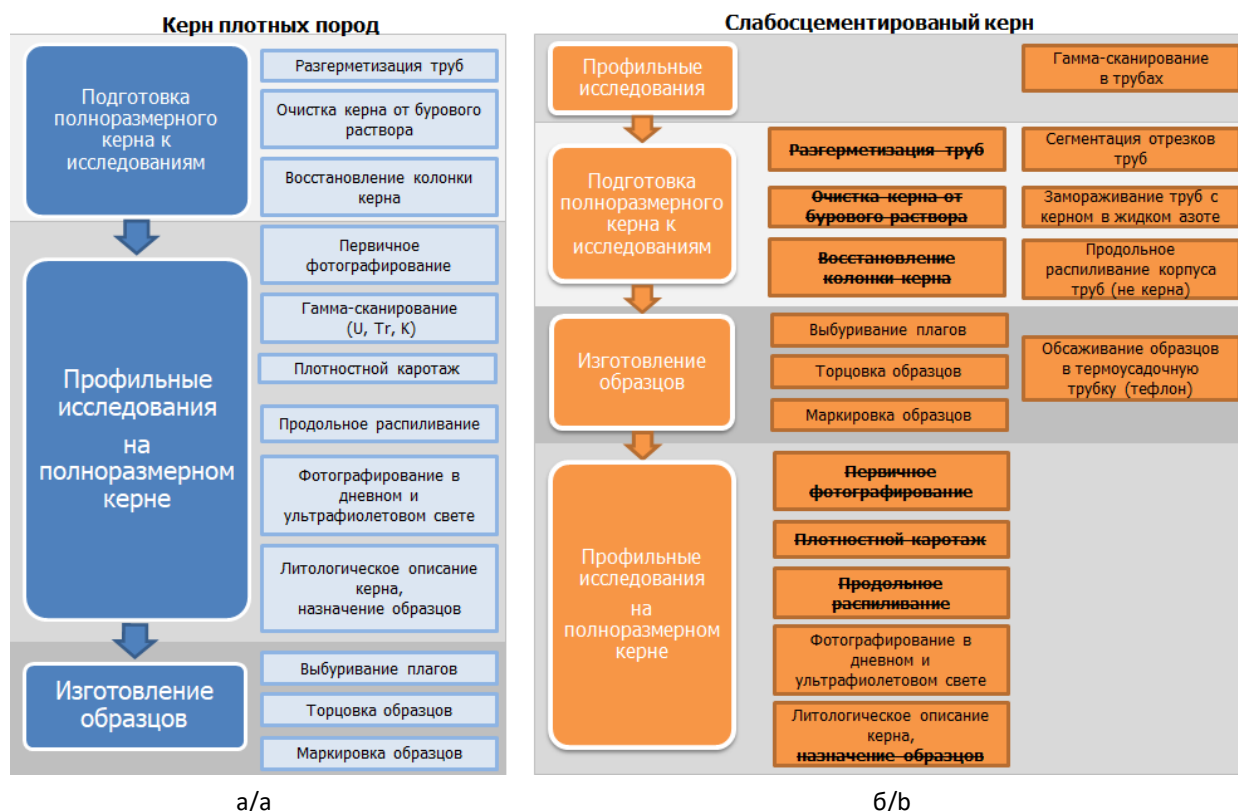 Керн плотных пород
Подготовка
полноразмерного
керна к
исследованиям
Разгерметизация труб
Очистка керна от бурового
раствора
Восстановление колонки
керна
Профильные
исследования
на
полноразмерном
керне
Первичное
фотографирование
Гамма-сканирование
(U, Tr, K)
Плотностной каротаж
Продольное распиливание
Фотографирование в
дневном и
ультрафиолетовом свете
Литологическое описание
керна,
назначение образцов
Изготовление
образцов
Выбуривание плагов
Торцовка образцов
Маркировка образцов
а/a
Слабосцементированый керн
Профильные
исследования
Гамма-сканирование
в трубах
Подготовка
полноразмерного
керна к
исследованиям
Разгерметизация труб
Очистка керна от
бурового раствора
Восстановление
колонки керна
Сегментация отрезков
труб
Замораживание труб с
керном в жидком азоте
Продольное
распиливание корпуса
труб (не керна)
Изготовление
образцов
Выбуривание плагов
Торцовка образцов
Маркировка образцов
Обсаживание образцов
в термоусадочную
трубку (тефлон)
Профильные
исследования
на
полноразмерном
керне
Первичное
фотографирование
Плотностной каротаж
Продольное
распиливание
Фотографирование в
дневном и
ультрафиолетовом свете
Литологическое описание
керна,
назначение образцов
б/b